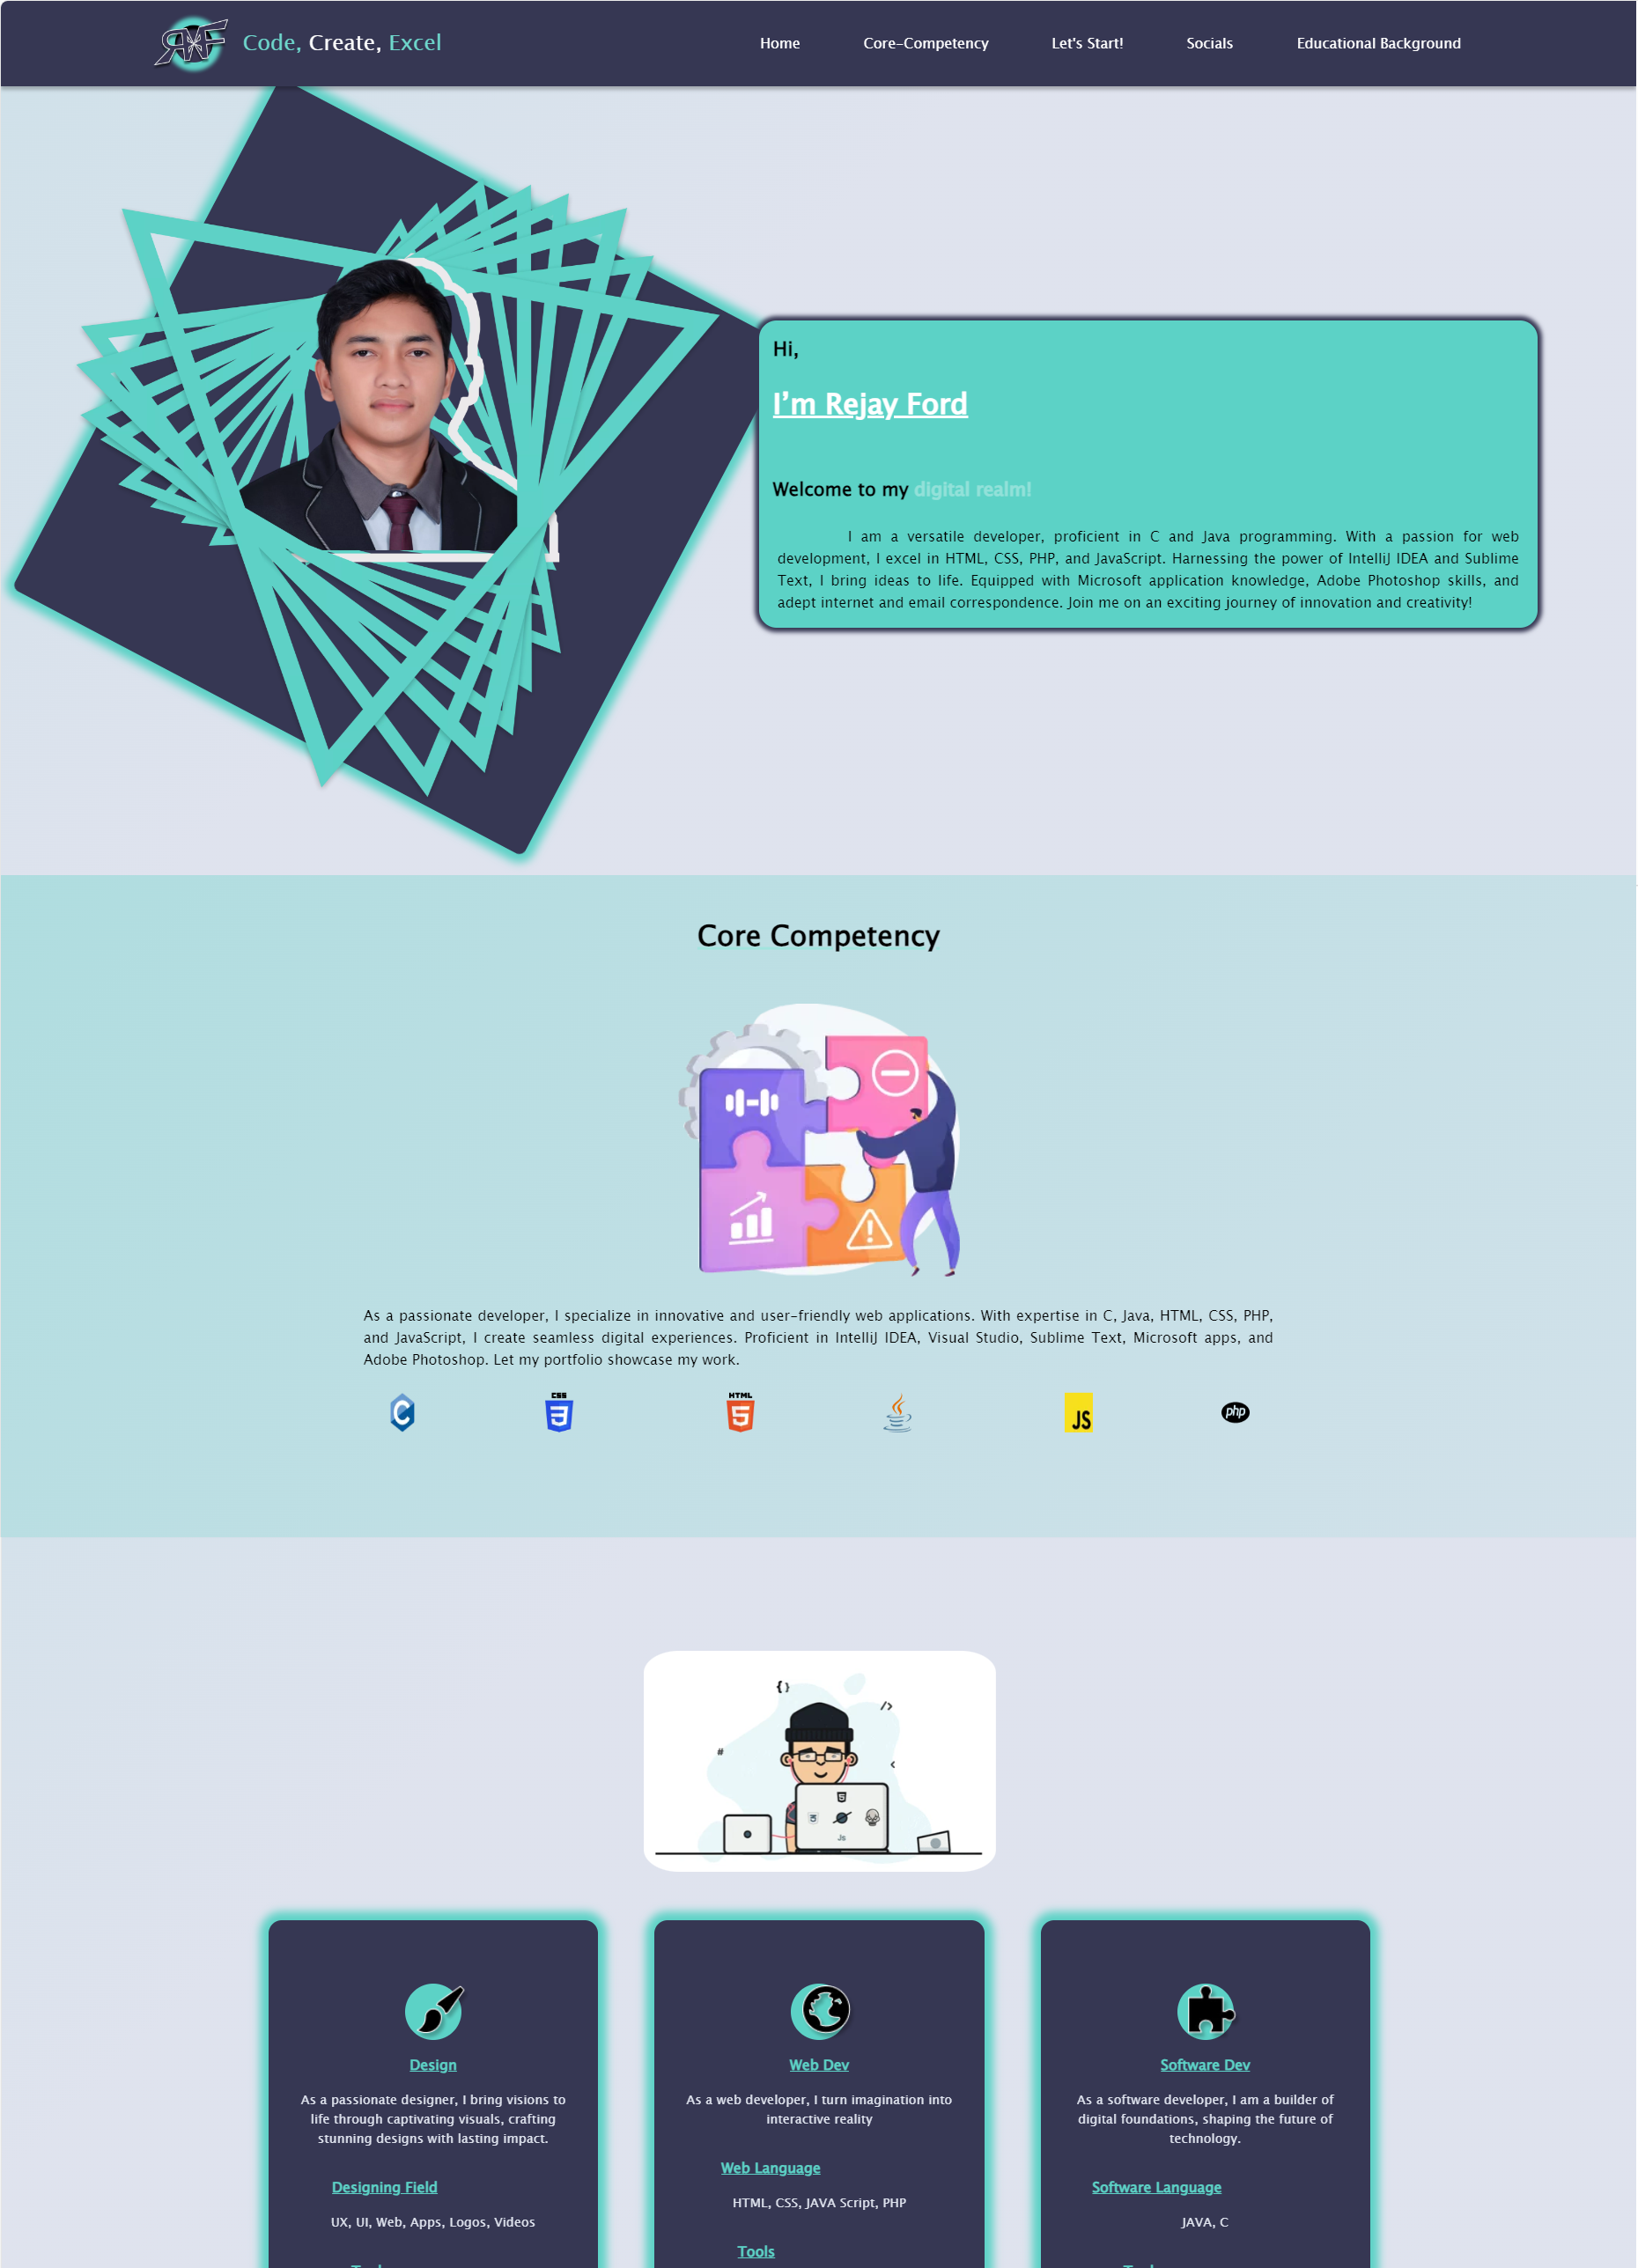 RF
Code, Create, Excel
Home
Core-Competency
Let's Start!
Socials
Educational Background
Hi,
I'm Rejay Ford
Welcome to my digital realm!
I am a versatile developer, proficient in C and Java programming. With a passion for web
development, I excel in HTML, CSS, PHP, and JavaScript. Harnessing the power of IntelliJ IDEA and Sublime
Text, I bring ideas to life. Equipped with Microsoft application knowledge, Adobe Photoshop skills, and
adept internet and email correspondence. Join me on an exciting journey of innovation and creativity!
Core Competency
As a passionate developer, I specialize in innovative and user-friendly web applications. With expertise in C, Java, HTML, CSS, PHP,
and JavaScript, I create seamless digital experiences. Proficient in IntelliJ IDEA, Visual Studio, Sublime Text, Microsoft apps, and
Adobe Photoshop. Let my portfolio showcase my work.
C
CSS
3
HTML
5
JS
php
{ }
/>
#
<
5
Js
Design
As a passionate designer, I bring visions to
life through captivating visuals, crafting
stunning designs with lasting impact.
Designing Field
UX, UI, Web, Apps, Logos, Videos
Web Dev
As a web developer, I turn imagination into
interactive reality
Web Language
HTML, CSS, JAVA Script, PHP
Tools
Software Dev
As a software developer, I am a builder of
digital foundations, shaping the future of
technology.
Software Language
JAVA, C